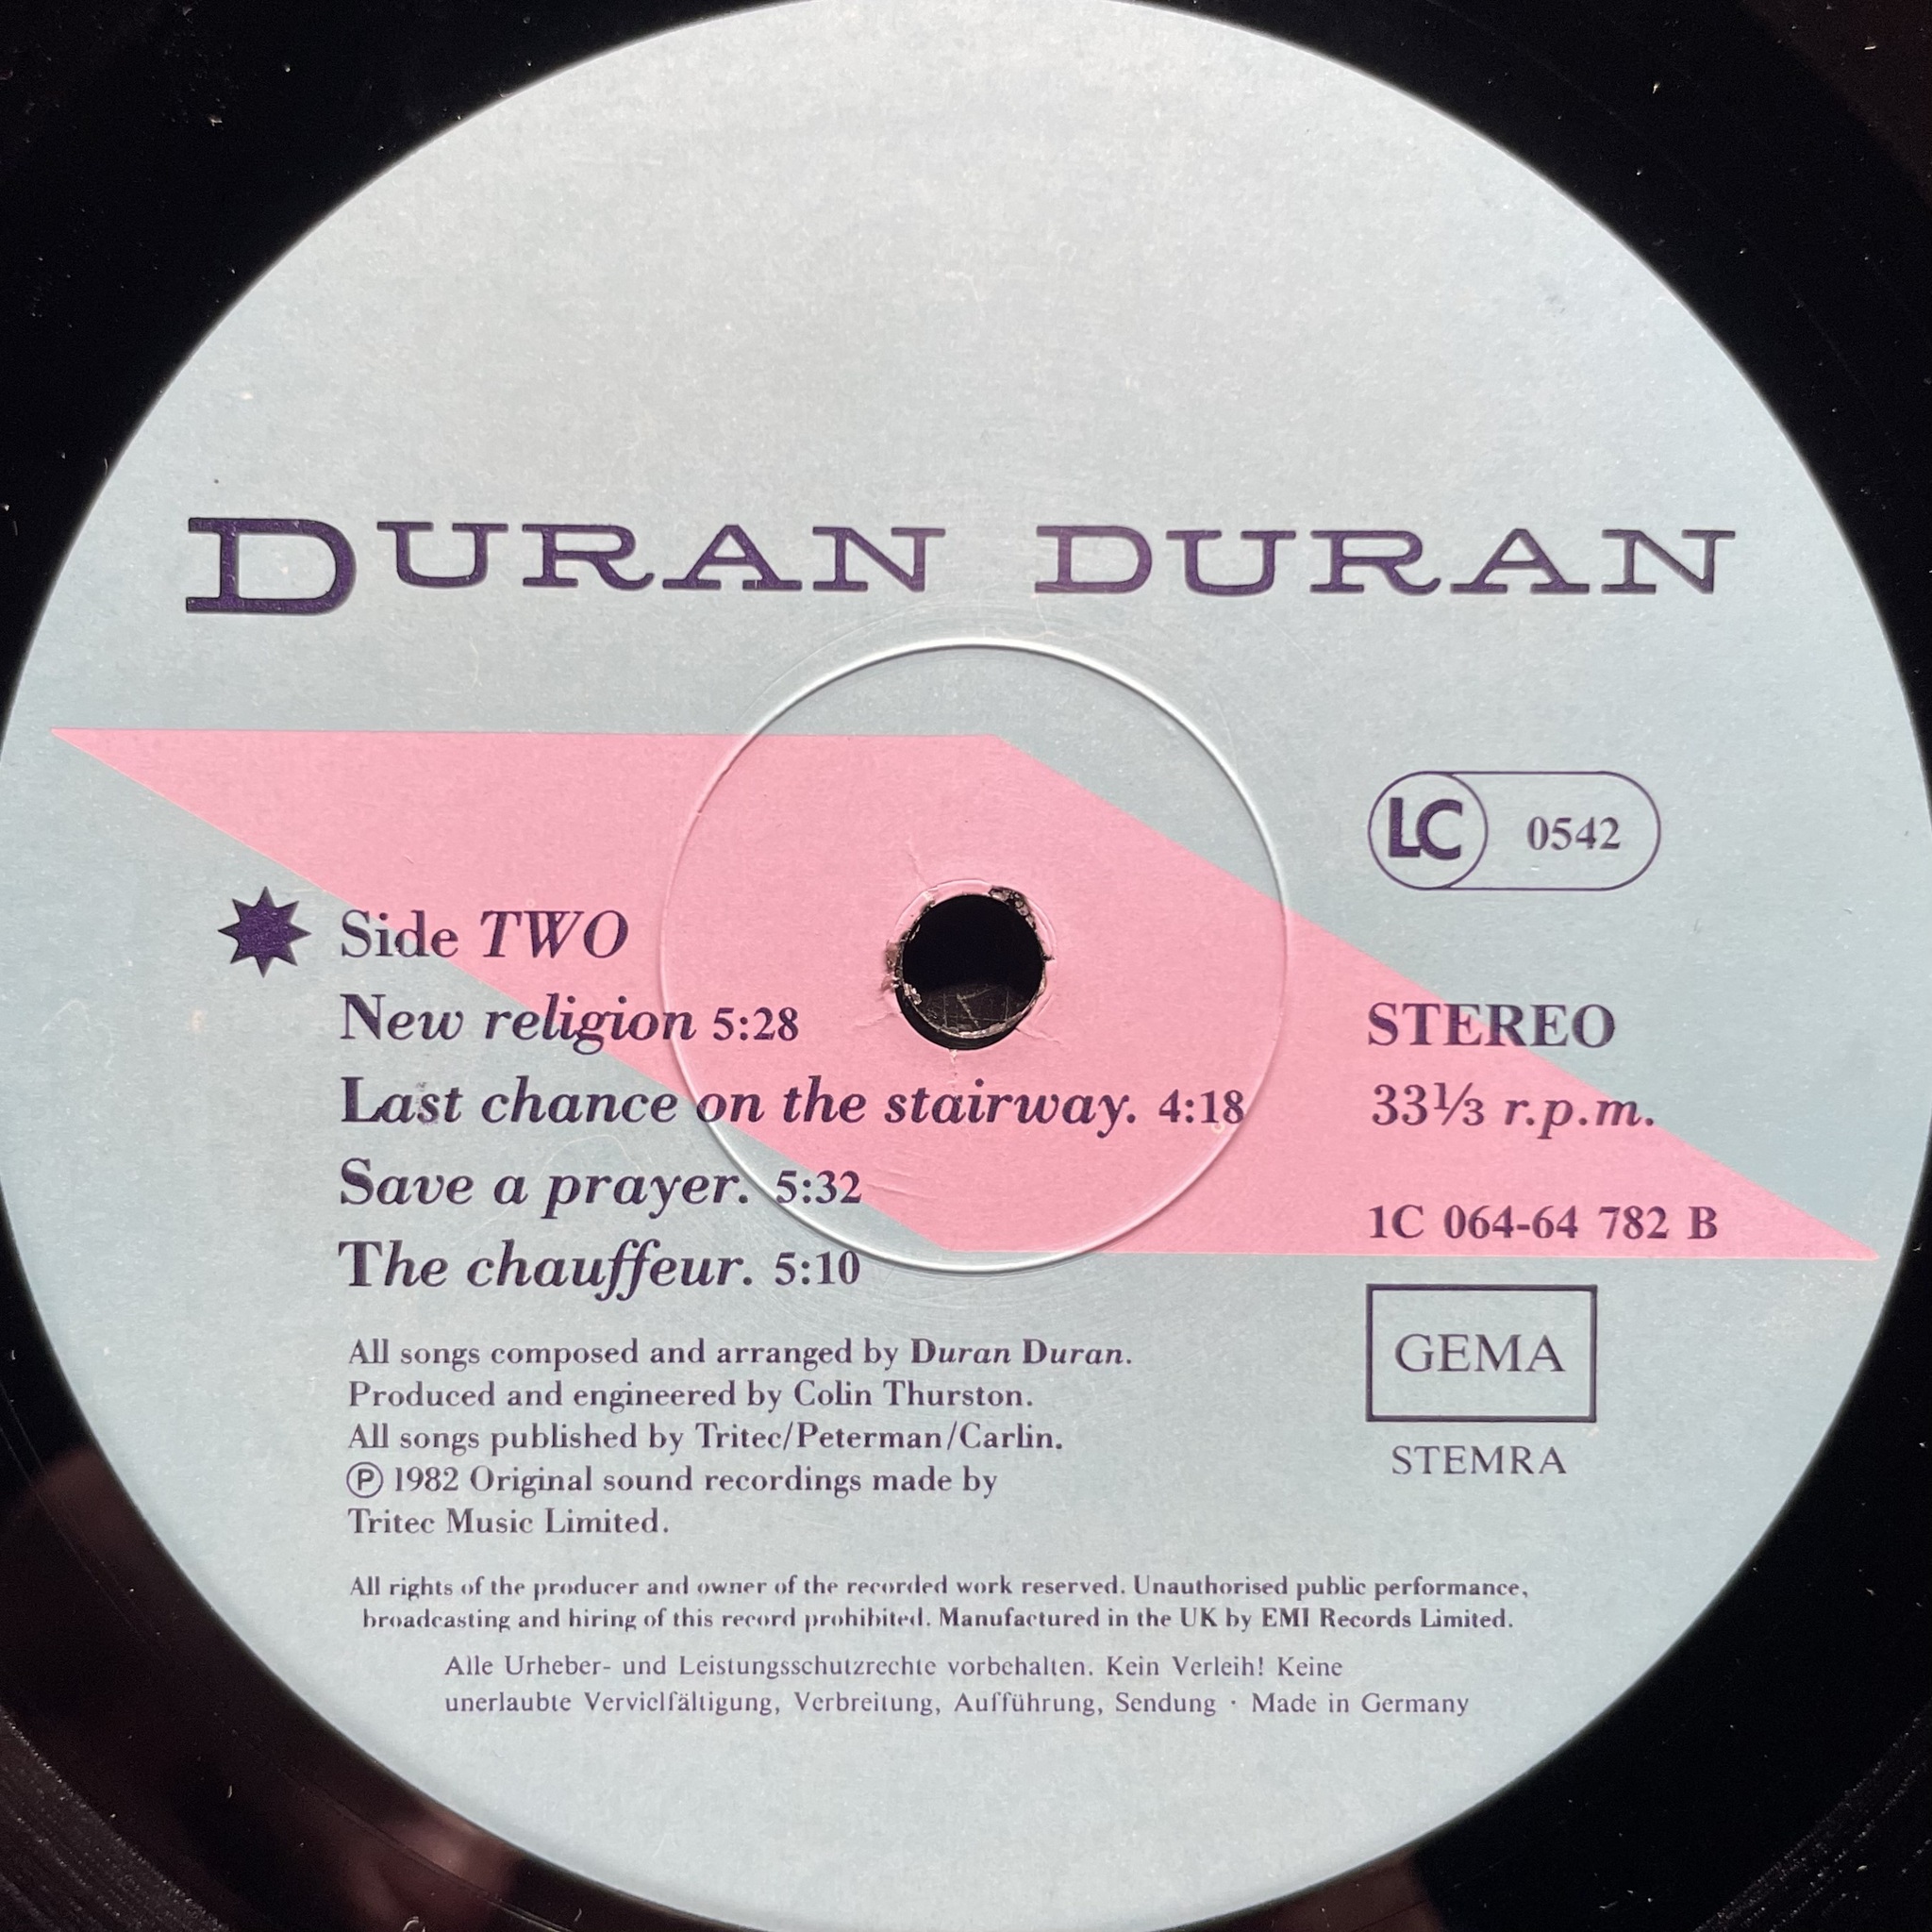 DURAN DURAN
LC 0542
Side TWO
New religion 5:28
Last chance on the stairway. 4:18
Save a prayer. 5:32
The chauffeur. 5:10
STEREO
33⅓ r.p.m.
1C 064-64 782 B
GEMA
STEMRA
All songs composed and arranged by Duran Duran.
Produced and engineered by Colin Thurston.
All songs published by Tritec/Peterman/Carlin.
℗ 1982 Original sound recordings made by
Tritec Music Limited.
All rights of the producer and owner of the recorded work reserved. Unauthorised public performance,
broadcasting and hiring of this record prohibited. Manufactured in the UK by EMI Records Limited.
Alle Urheber- und Leistungsschutzrechte vorbehalten. Kein Verleih! Keine
unerlaubte Vervielfältigung, Verbreitung, Aufführung, Sendung · Made in Germany